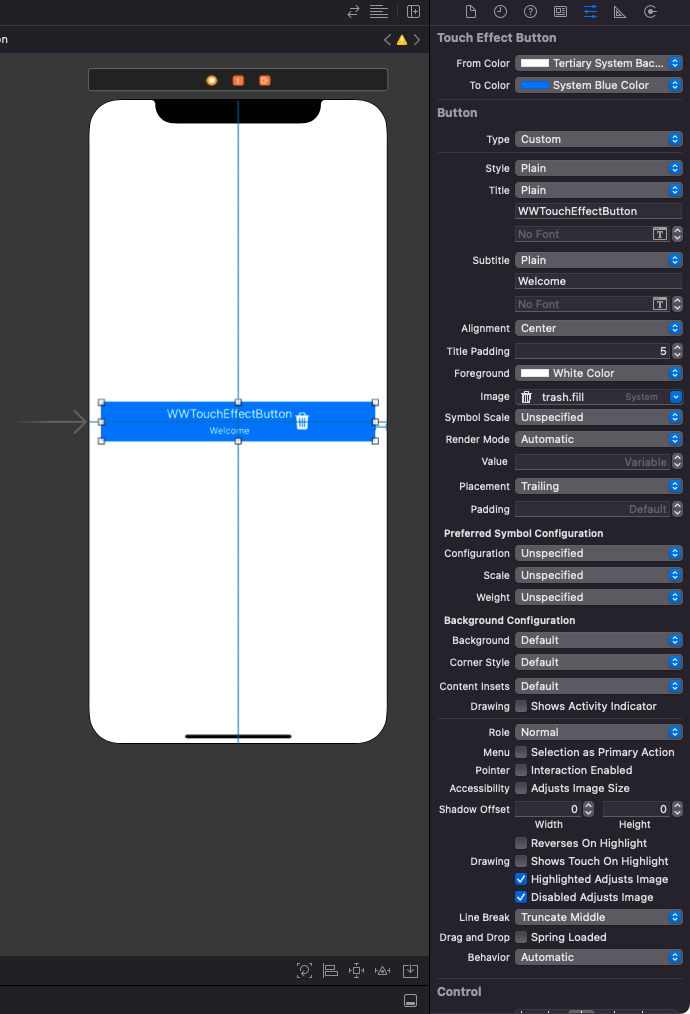 on
WWTouchEffectButton
Welcome
Touch Effect Button
From Color Tertiary System Bac...
To Color System Blue Color
Button
Type Custom
Style Plain
Title Plain
WWTouchEffectButton
No Font
Subtitle Plain
Welcome
No Font
Alignment Center
Title Padding 5
Foreground White Color
Image trash.fill System
Symbol Scale Unspecified
Render Mode Automatic
Value Variable
Placement Trailing
Padding Default
Preferred Symbol Configuration
Configuration Unspecified
Scale Unspecified
Weight Unspecified
Background Configuration
Background Default
Corner Style Default
Content Insets Default
Drawing Shows Activity Indicator
Role Normal
Menu Selection as Primary Action
Pointer Interaction Enabled
Accessibility Adjusts Image Size
Shadow Offset 0 0
Width Height
Reverses On Highlight
Drawing Shows Touch On Highlight
Highlighted Adjusts Image
Disabled Adjusts Image
Line Break Truncate Middle
Drag and Drop Spring Loaded
Behavior Automatic
Control